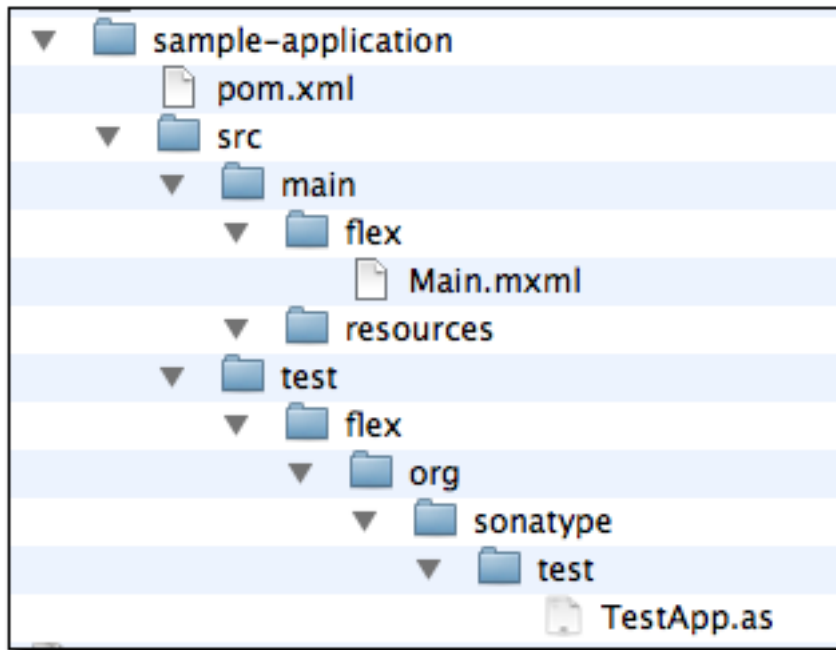 sample-application
pom.xml
src
main
flex
Main.mxml
resources
test
flex
org
sonatype
test
TestApp.as